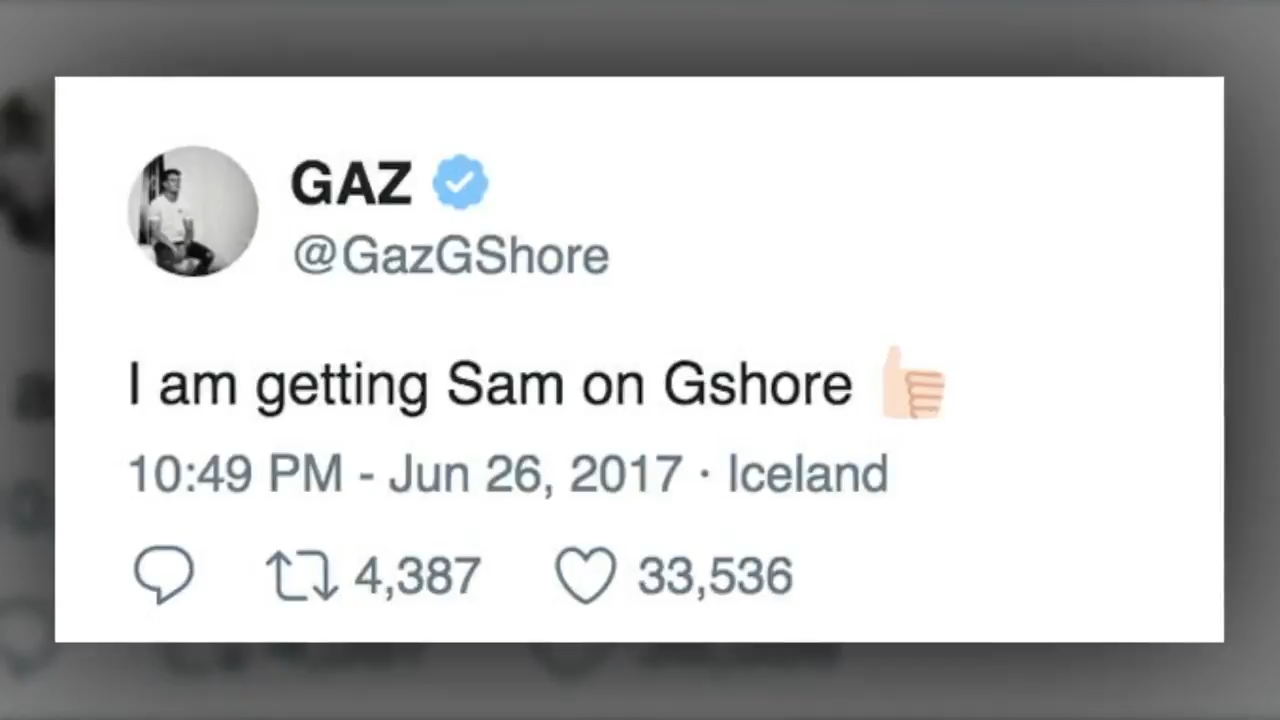 GAZ
@GazGShore
I am getting Sam on Gshore 👍🏻
10:49 PM - Jun 26, 2017 · Iceland
4,387 33,536